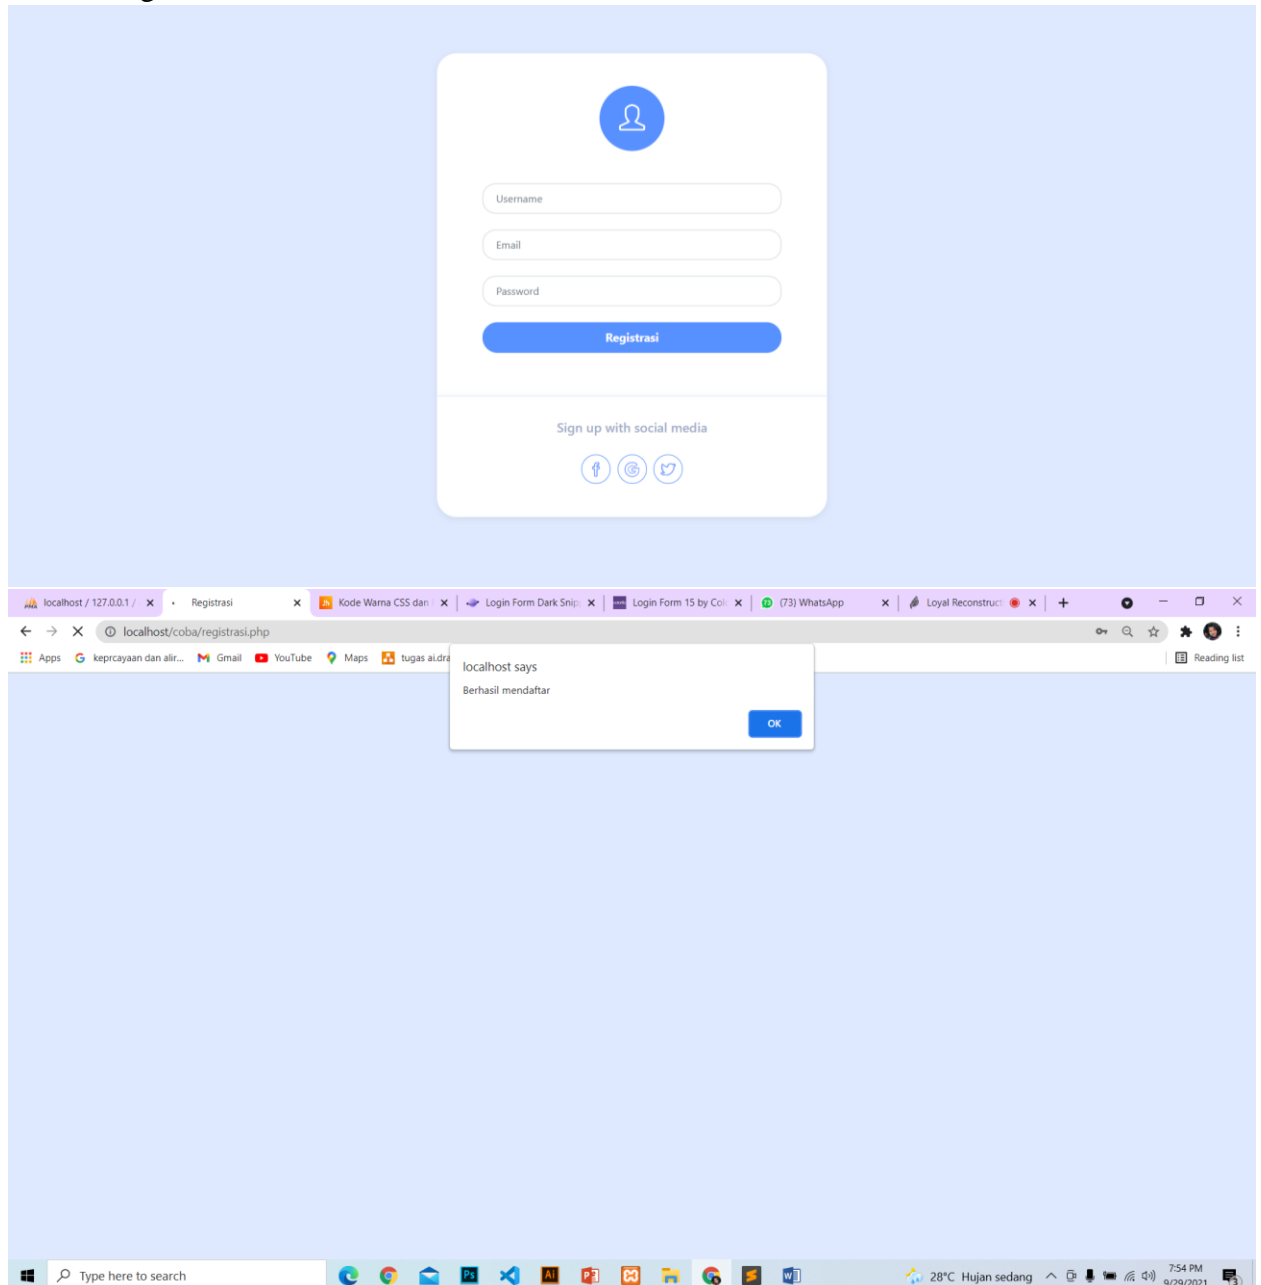 Username
Email
Password
Registrasi
Sign up with social media
localhost / 127.0.0.1 /
Registrasi
Kode Warna CSS dan
Login Form Dark Snip
Login Form 15 by Col
(73) WhatsApp
Loyal Reconstruct
localhost/coba/registrasi.php
Apps
keprcayaan dan alir...
Gmail
YouTube
Maps
tugas ai.dra
Reading list
localhost says
Berhasil mendaftar
OK
Type here to search
28°C Hujan sedang
7:54 PM
9/29/2021